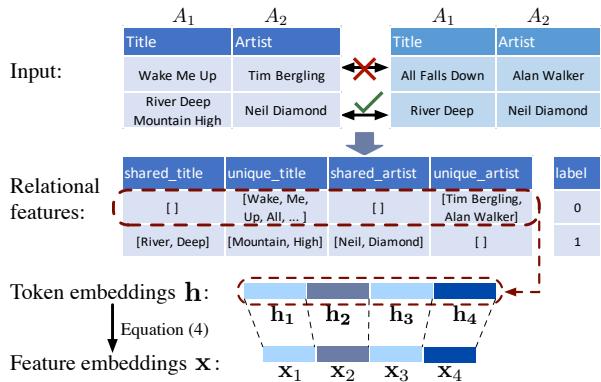 A₁ A₂ A₁ A₂
Title Artist Title Artist
Input: Wake Me Up Tim Bergling All Falls Down Alan Walker
River Deep
Mountain High Neil Diamond River Deep Neil Diamond
shared_title unique_title shared_artist unique_artist label
Relational
features:
[ ] [Wake, Me,
Up, All, ... ] [ ] [Tim Bergling,
Alan Walker] 0
[River, Deep] [Mountain, High] [Neil, Diamond] [ ] 1
Token embeddings h:
h₁ h₂ h₃ h₄
Equation (4)
Feature embeddings x:
x₁ x₂ x₃ x₄